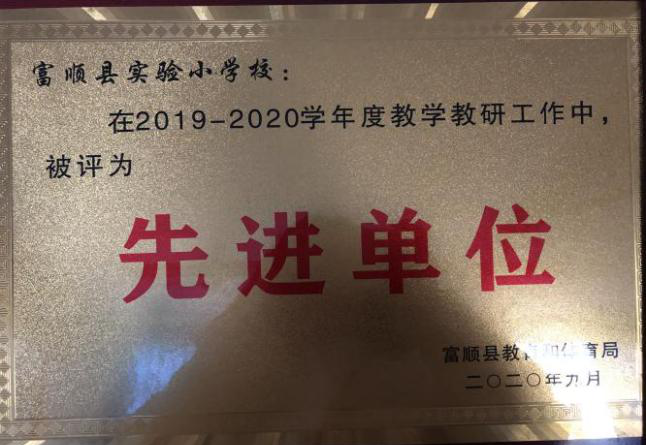 富顺县实验小学校：
在2019-2020学年度教学教研工作中，
被评为
先进单位
富顺县教育和体育局
二〇二〇年九月